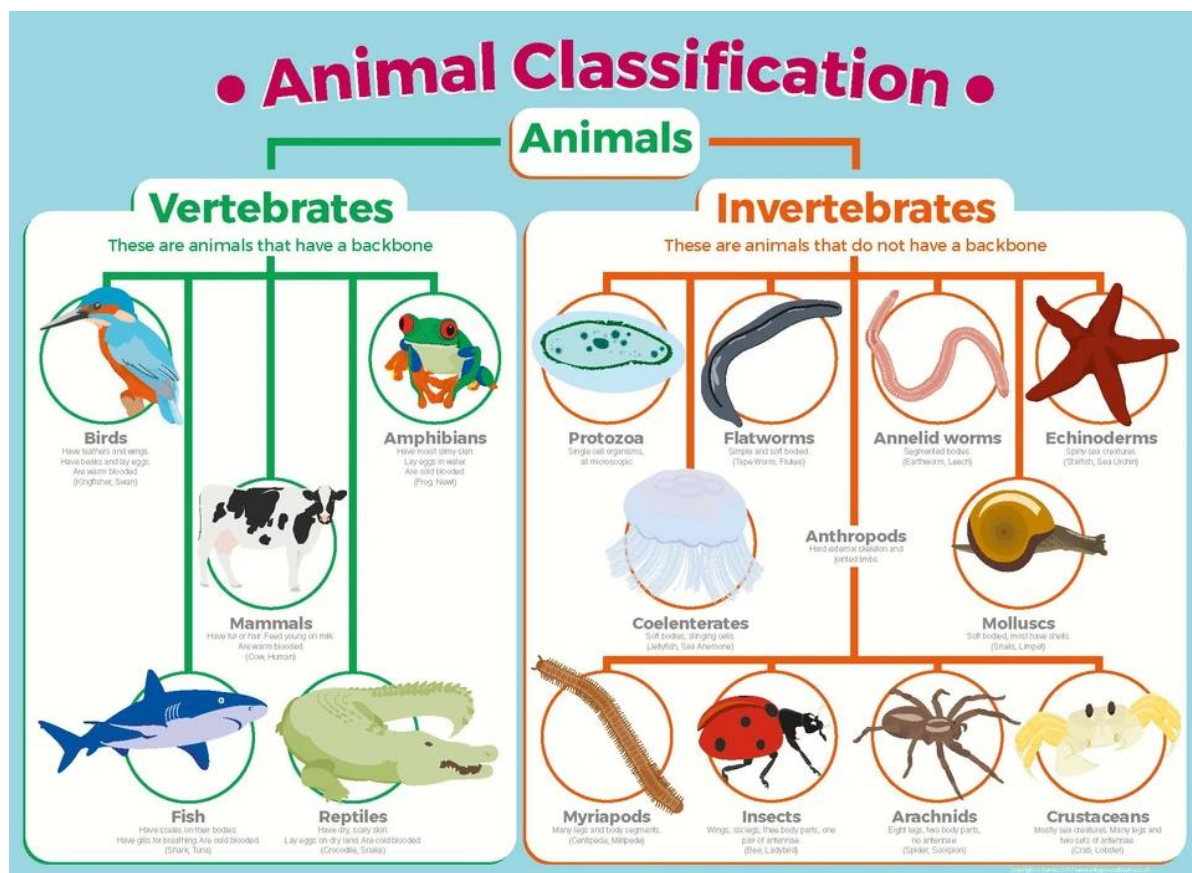 Animal Classification
Animals
Vertebrates
These are animals that have a backbone
Birds
Have feathers and wings.
Have beaks and lay eggs.
Are warm blooded.
(Kingfisher, Swan)
Amphibians
Have moist slimy skin.
Lay eggs in water.
Are cold blooded.
(Frog, Newt)
Mammals
Have fur or hair. Feed young on milk.
Are warm blooded.
(Cow, Human)
Fish
Have scales on their bodies.
Have gills for breathing. Are cold blooded.
(Shark, Tuna)
Reptiles
Have dry, scaly skin.
Lay eggs on dry land. Are cold blooded.
(Crocodile, Snake)
Invertebrates
These are animals that do not have a backbone
Protozoa
Single cell organisms,
all microscopic.
Flatworms
Simple and soft bodied.
(Tape Worm, Flukes)
Annelid worms
Segmented bodies.
(Earthworm, Leech)
Echinoderms
Spiny sea creatures.
(Starfish, Sea Urchin)
Coelenterates
Soft bodies, stinging cells.
(Jellyfish, Sea Anemone)
Anthropods
Hard external skeleton and
jointed limbs.
Molluscs
Soft bodied, most have shells.
(Snails, Limpet)
Myriapods
Many legs and body segments.
(Centipede, Millipede)
Insects
Wings, six legs, three body parts, one
pair of antennae.
(Bee, Ladybird)
Arachnids
Eight legs, two body parts,
no antennae.
(Spider, Scorpion)
Crustaceans
Mostly sea creatures. Many legs and
two sets of antennae.
(Crab, Lobster)